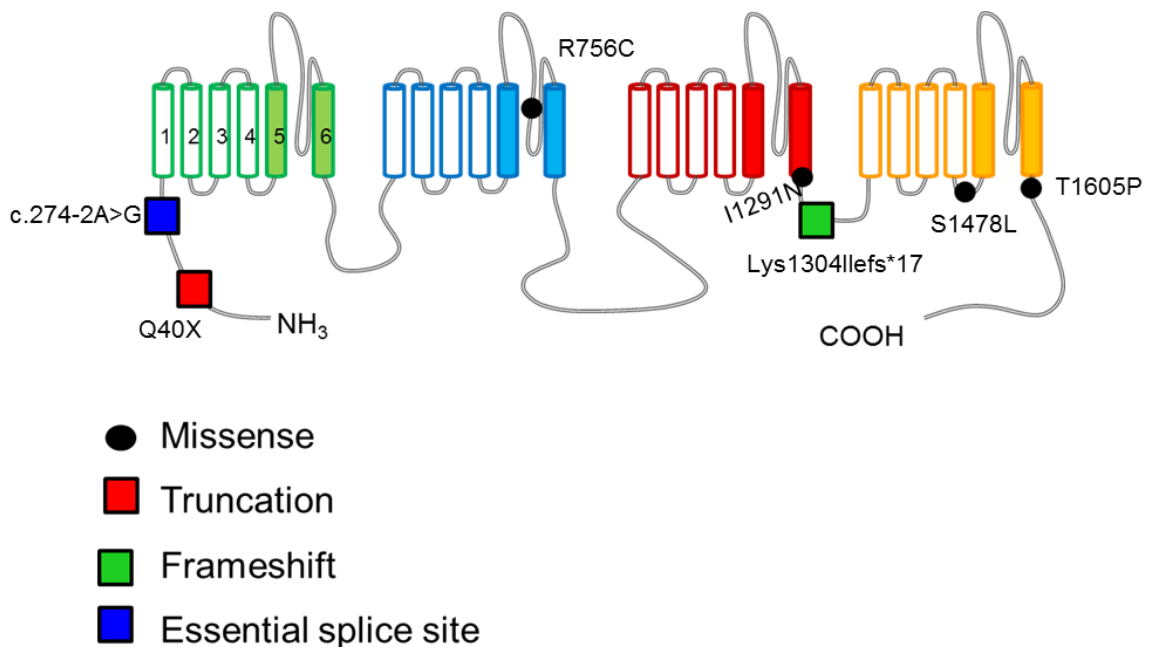 R756C
1 2 3 4 5 6
c.274-2A>G
I1291N
T1605P
S1478L
Lys1304Ilefs*17
Q40X
NH3
COOH
Missense
Truncation
Frameshift
Essential splice site